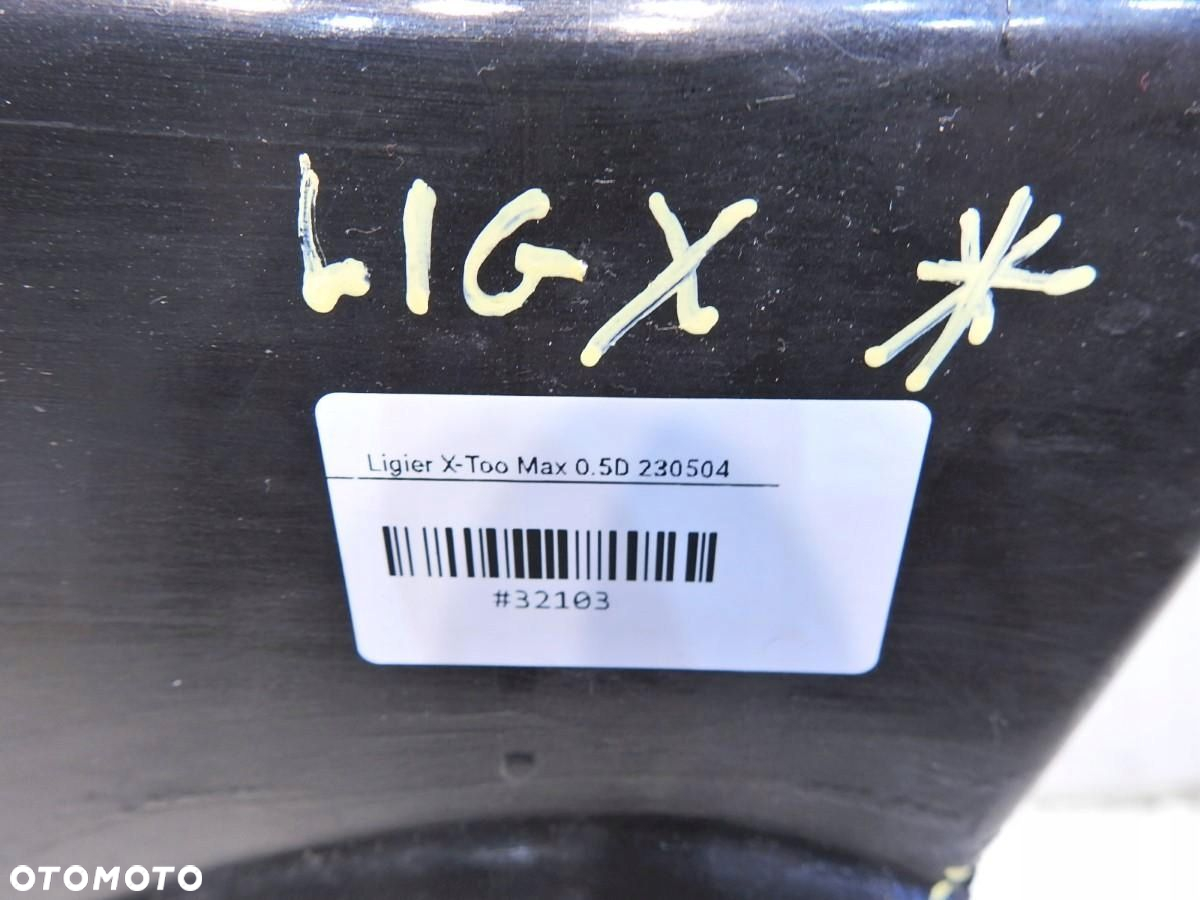 LIGX *
Ligier X-Too Max 0.5D 230504
#32103
OTOMOTO